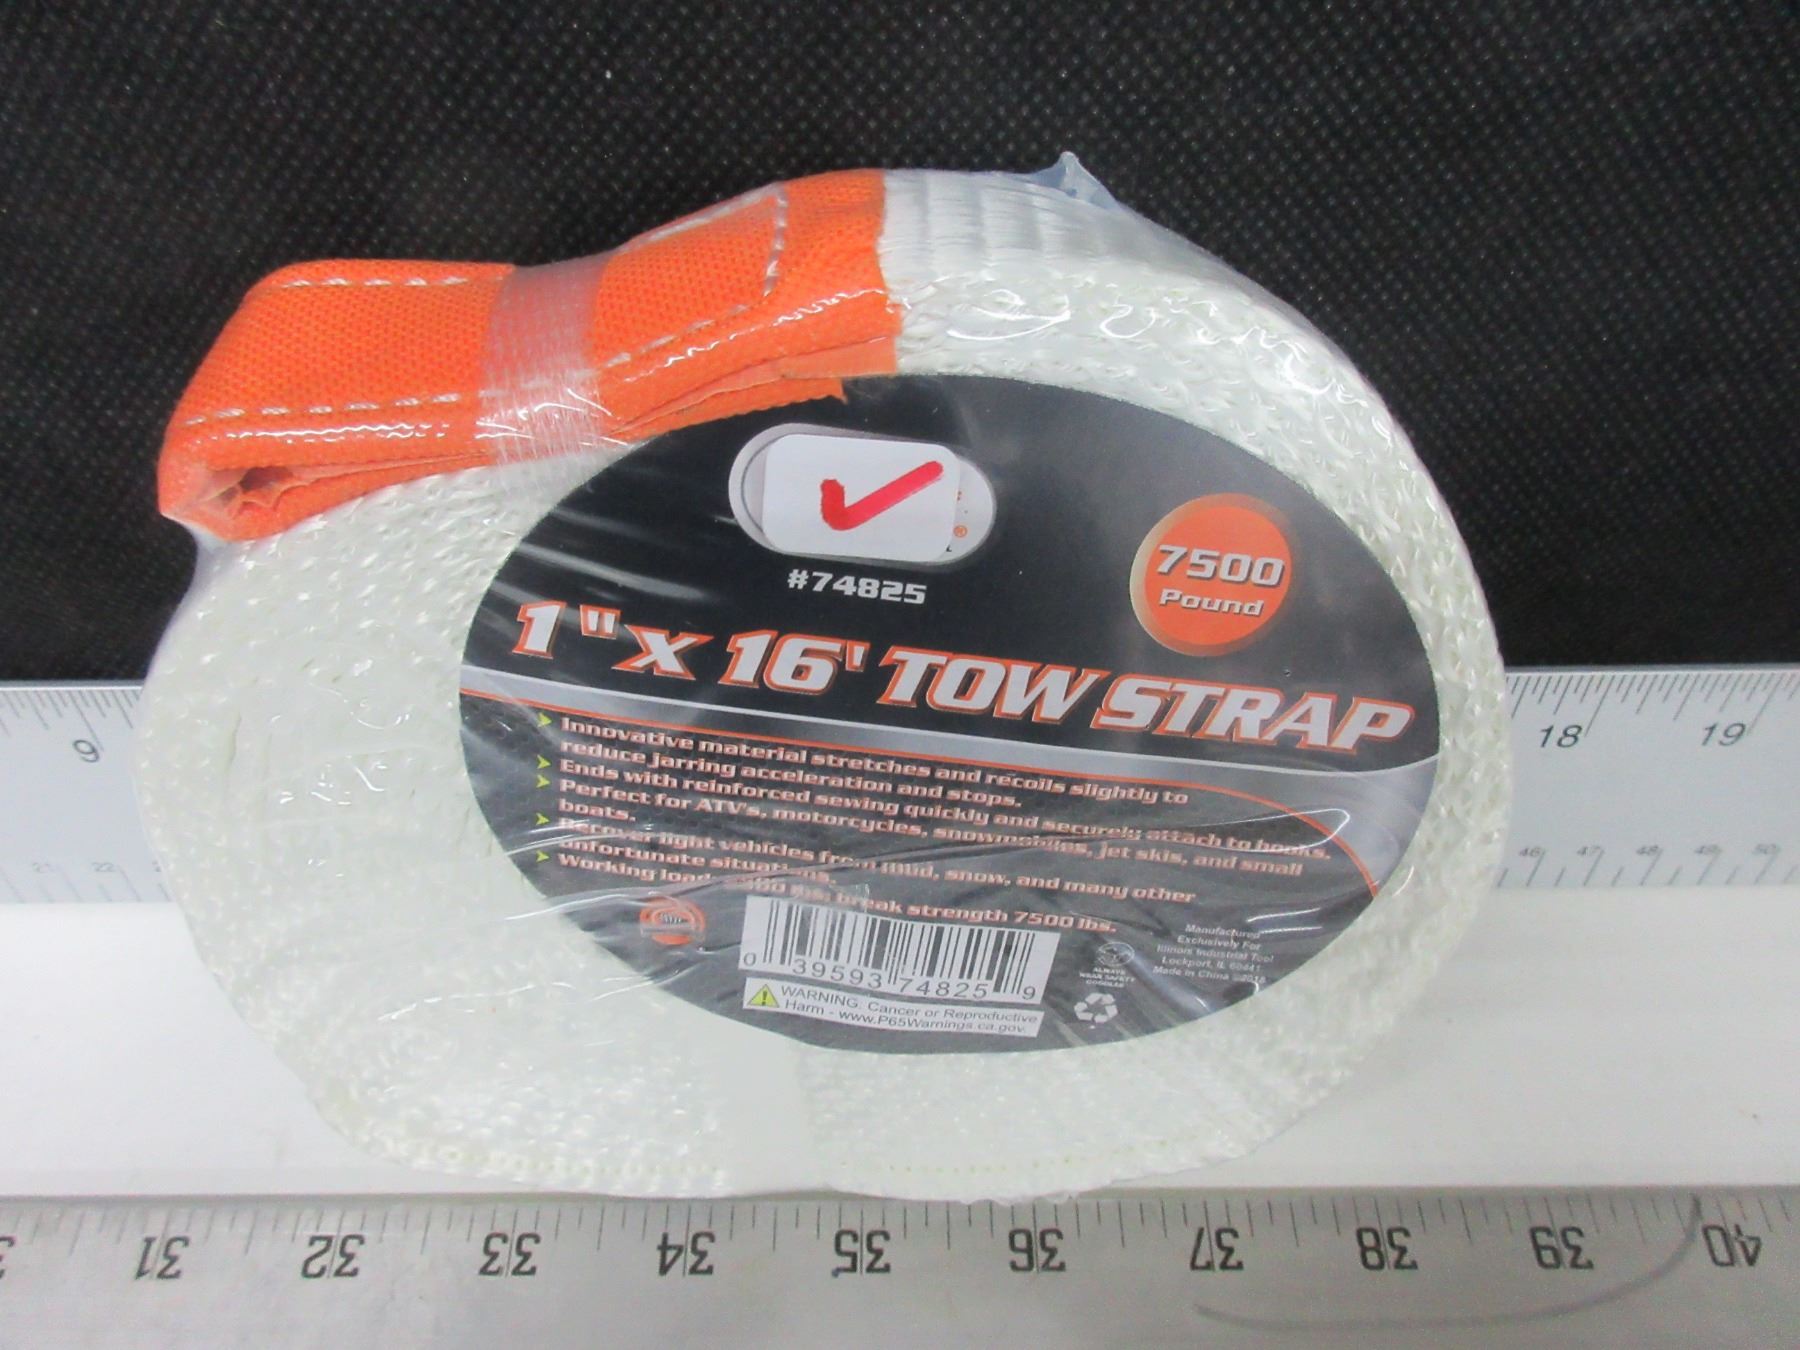 #74825
7500
Pound
1" x 16' TOW STRAP
Innovative material stretches and recoils slightly to
reduce jarring acceleration and stops.
Ends with reinforced sewing quickly and securely attach to hooks.
Perfect for ATV's, motorcycles, snowmobiles, jet skis, and small
boats.
Recover light vehicles from mud, snow, and many other
unfortunate situations.
Working load lbs; break strength 7500 lbs.
0 39593 74825 9
WARNING: Cancer or Reproductive
Harm - www.P65Warnings.ca.gov.
ALWAYS
WEAR SAFETY
GOGGLES
Manufactured
Exclusively For
Illinois Industrial Tool
Lockport, IL 60441
Made in China ©2016
9 18 19
21 22 46 47 48 49 50
31 32 33 34 35 36 37 38 39 40